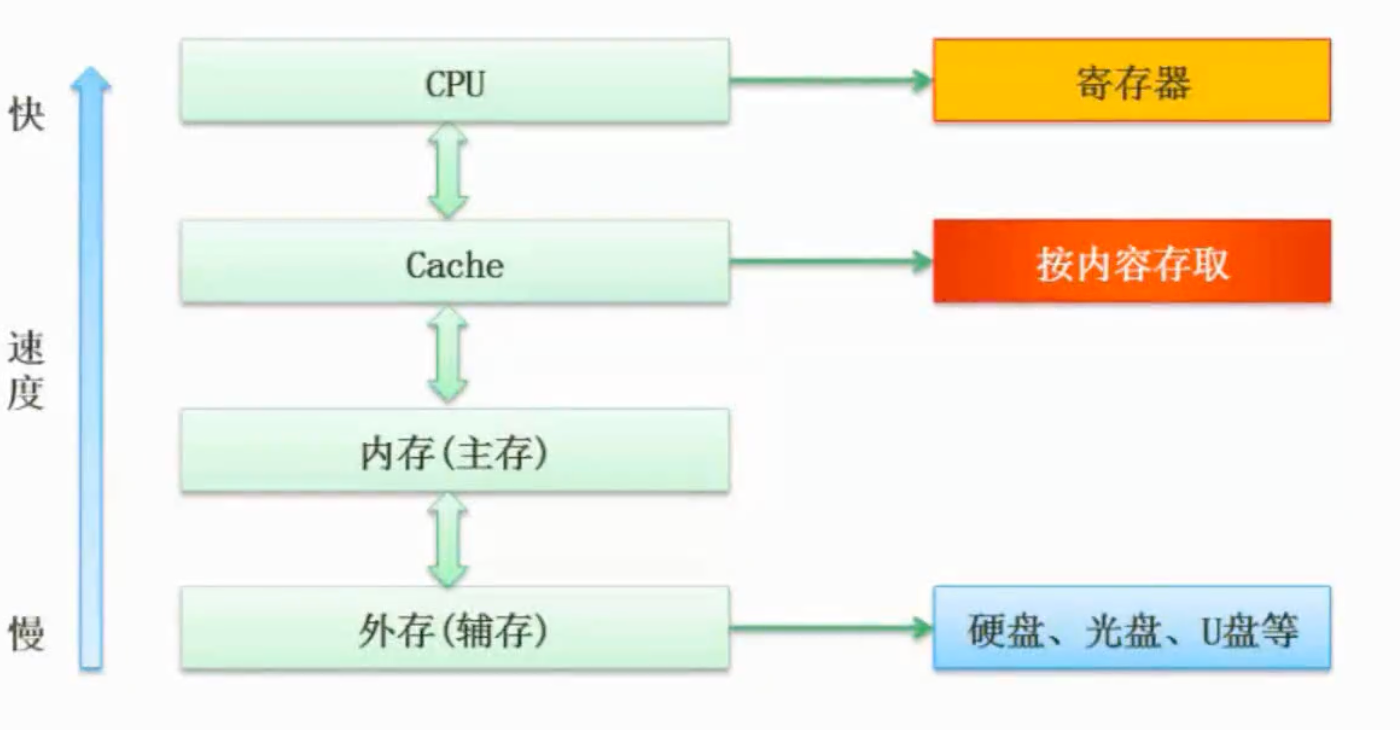 快
CPU
寄存器
Cache
按内容存取
速
度
内存(主存)
慢
外存(辅存)
硬盘、光盘、U盘等